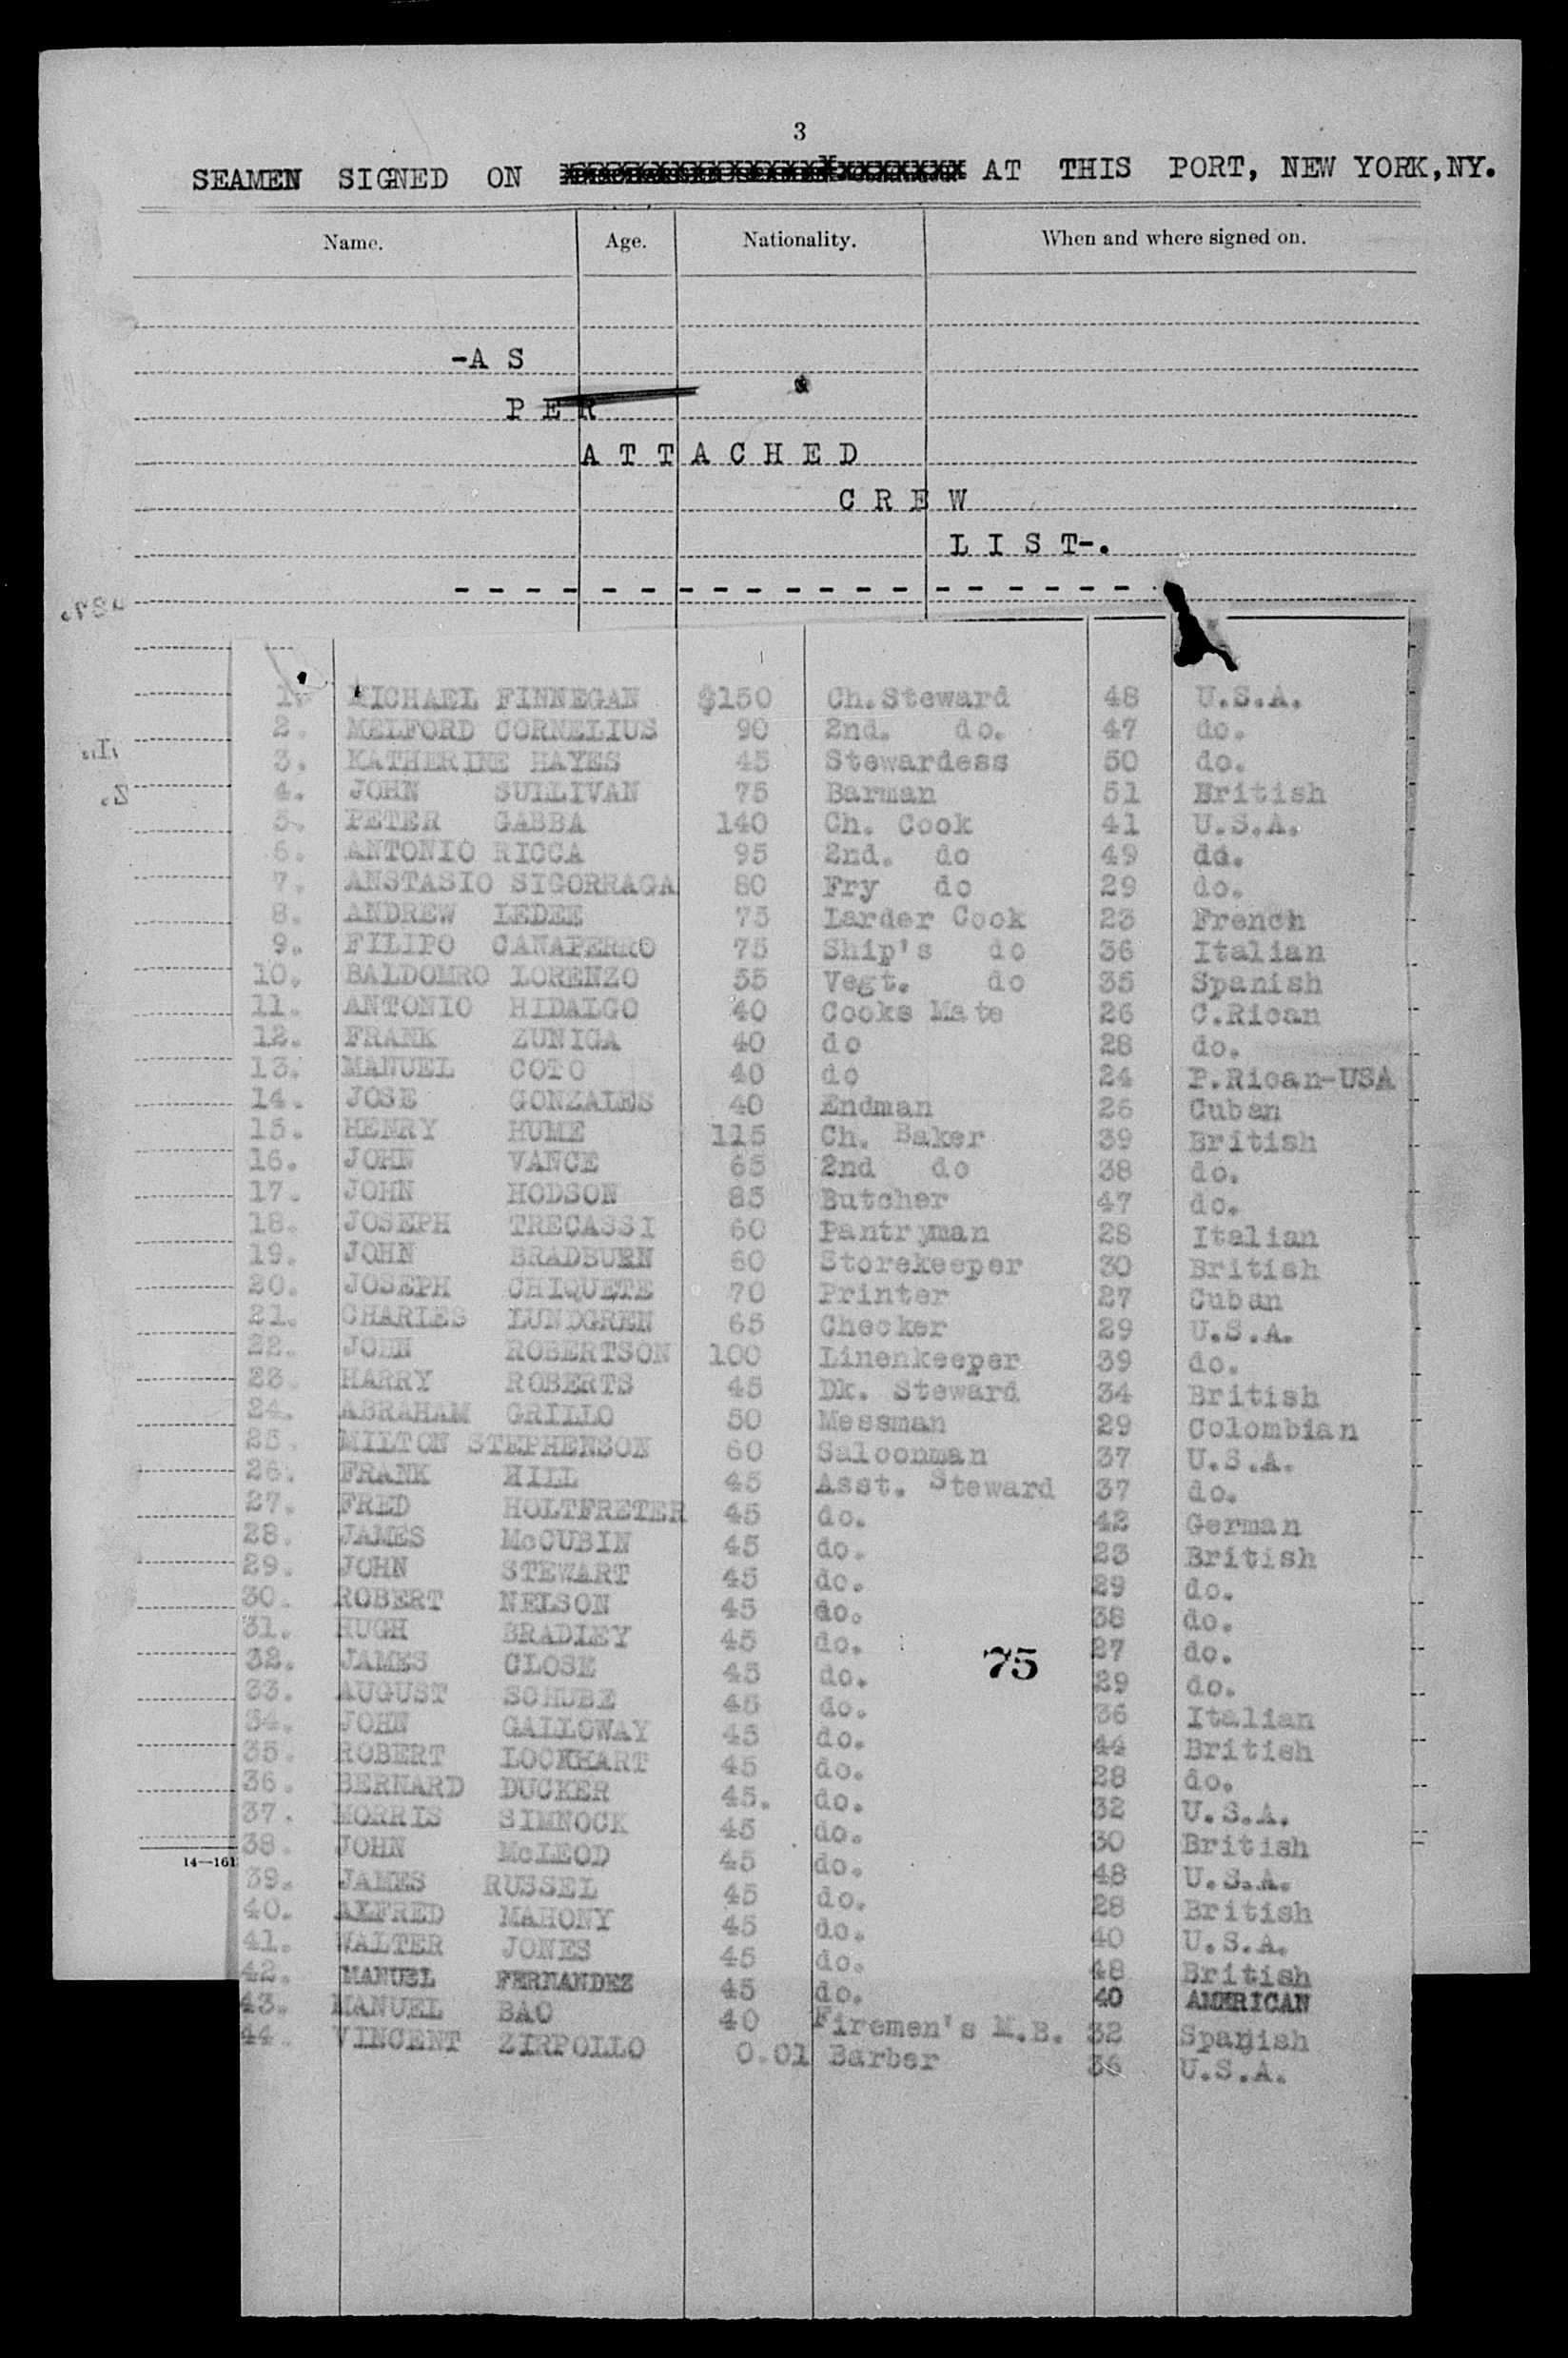 3
SEAMEN SIGNED ON AT THIS PORT, NEW YORK,NY.
Name. Age. Nationality. When and where signed on.
-A S
P E R
A T T A C H E D
C R E W
L I S T-.
- - - - - - - - - - - - - - - - - - - -
1. MICHAEL FINNEGAN $150 Ch.Steward 48 U.S.A.
2. MELFORD CORNELIUS 90 2nd. do. 47 do.
3. KATHERINE HAYES 45 Stewardess 50 do.
4. JOHN SULLIVAN 75 Barman 51 British
5. PETER GABBA 140 Ch. Cook 41 U.S.A.
6. ANTONIO RICCA 95 2nd. do 49 do.
7. ANSTASIO SIGORRAGA 80 Fry do 29 do.
8. ANDREW LEDEE 75 Larder Cook 23 French
9. FILIPO CANAPERRO 75 Ship's do 36 Italian
10. BALDOMRO LORENZO 55 Vegt. do 35 Spanish
11. ANTONIO HIDALGO 40 Cooks Mate 26 C.Rican
12. FRANK ZUNIGA 40 do 28 do.
13. MANUEL COTO 40 do 24 P.Rican-USA
14. JOSE GONZALES 40 Endman 26 Cuban
15. HENRY HUME 115 Ch. Baker 39 British
16. JOHN VANCE 65 2nd do 38 do.
17. JOHN HODSON 85 Butcher 47 do.
18. JOSEPH TRECASSI 60 Pantryman 28 Italian
19. JOHN BRADBURN 60 Storekeeper 30 British
20. JOSEPH CHIQUETE 70 Printer 27 Cuban
21. CHARLES LUNDGREN 65 Checker 29 U.S.A.
22. JOHN ROBERTSON 100 Linenkeeper 39 do.
23. HARRY ROBERTS 45 Dk. Steward 34 British
24. ABRAHAM GRILLO 50 Messman 29 Colombian
25. MILTON STEPHENSON 60 Saloonman 37 U.S.A.
26. FRANK HILL 45 Asst. Steward 37 do.
27. FRED HOLTFRETER 45 do. 42 German
28. JAMES McCUBIN 45 do. 23 British
29. JOHN STEWART 45 do. 29 do.
30. ROBERT NELSON 45 do. 38 do.
31. HUGH BRADLEY 45 do. 27 do.
75
32. JAMES CLOSE 45 do. 29 do.
33. AUGUST SCHUBE 45 do. 36 Italian
34. JOHN GALLOWAY 45 do. 44 British
35. ROBERT LOCKHART 45 do. 28 do.
36. BERNARD DUCKER 45. do. 32 U.S.A.
37. MORRIS SIMNOCK 45 do. 30 British
38. JOHN McLEOD 45 do. 48 U.S.A.
14—161
39. JAMES RUSSEL 45 do. 28 British
40. ALFRED MAHONY 45 do. 40 U.S.A.
41. WALTER JONES 45 do. 48 British
42. MANUEL FERNANDEZ 45 do. 40 AMERICAN
43. MANUEL BAO 40 Firemen's M.B. 32 Spanish
44. VINCENT ZIRPOLLO 0.01 Barber 36 U.S.A.